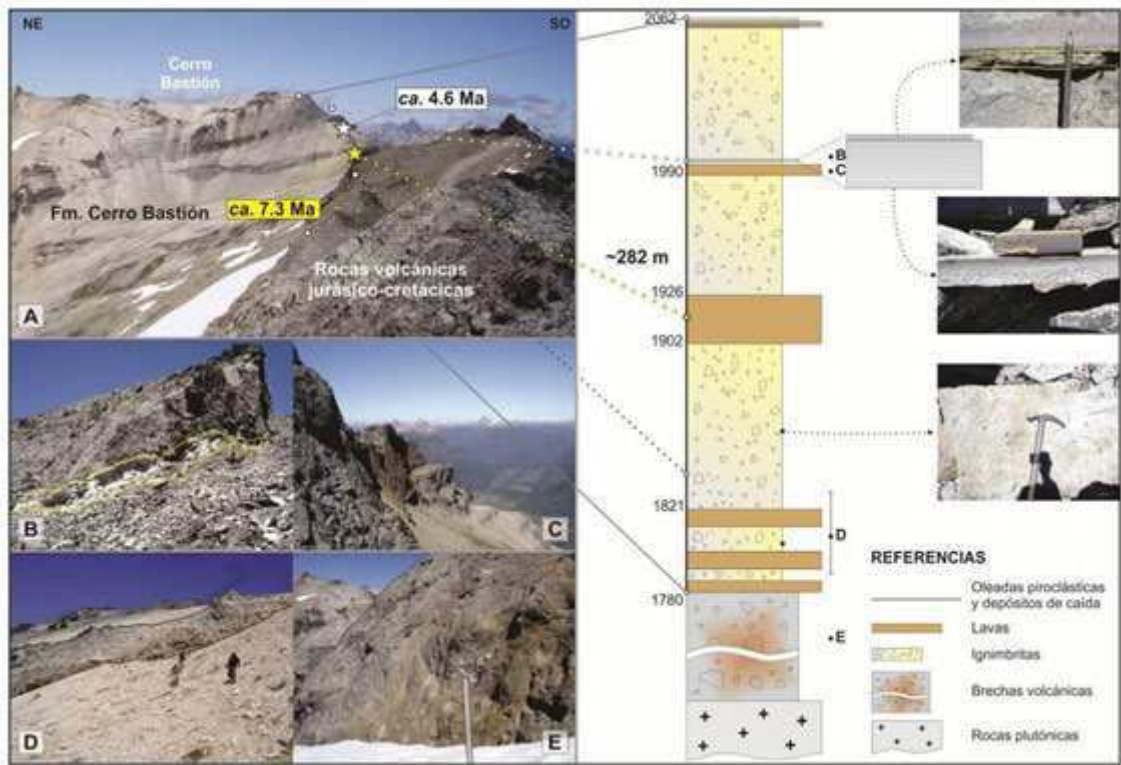 NE
SO
Cerro
Bastión
ca. 4.6 Ma
Fm. Cerro Bastión
ca. 7.3 Ma
Rocas volcánicas
jurásico-cretácicas
A
B
C
D
E
2062
B
1990
C
~282 m
1926
1902
1821
D
1780
E
REFERENCIAS
Oleadas piroclásticas
y depósitos de caída
Lavas
Ignimbritas
Brechas volcánicas
Rocas plutónicas